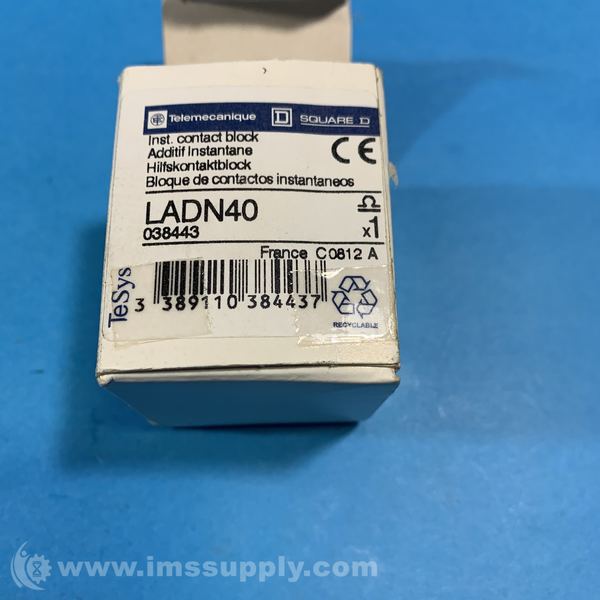 Telemecanique SQUARE D
Inst. contact block
Additif instantane
Hilfskontaktblock
Bloque de contactos instantaneos
CE
LADN40
038443
x1
France C0812 A
TeSys
3 389110 384437
RECYCLABLE
www.imssupply.com